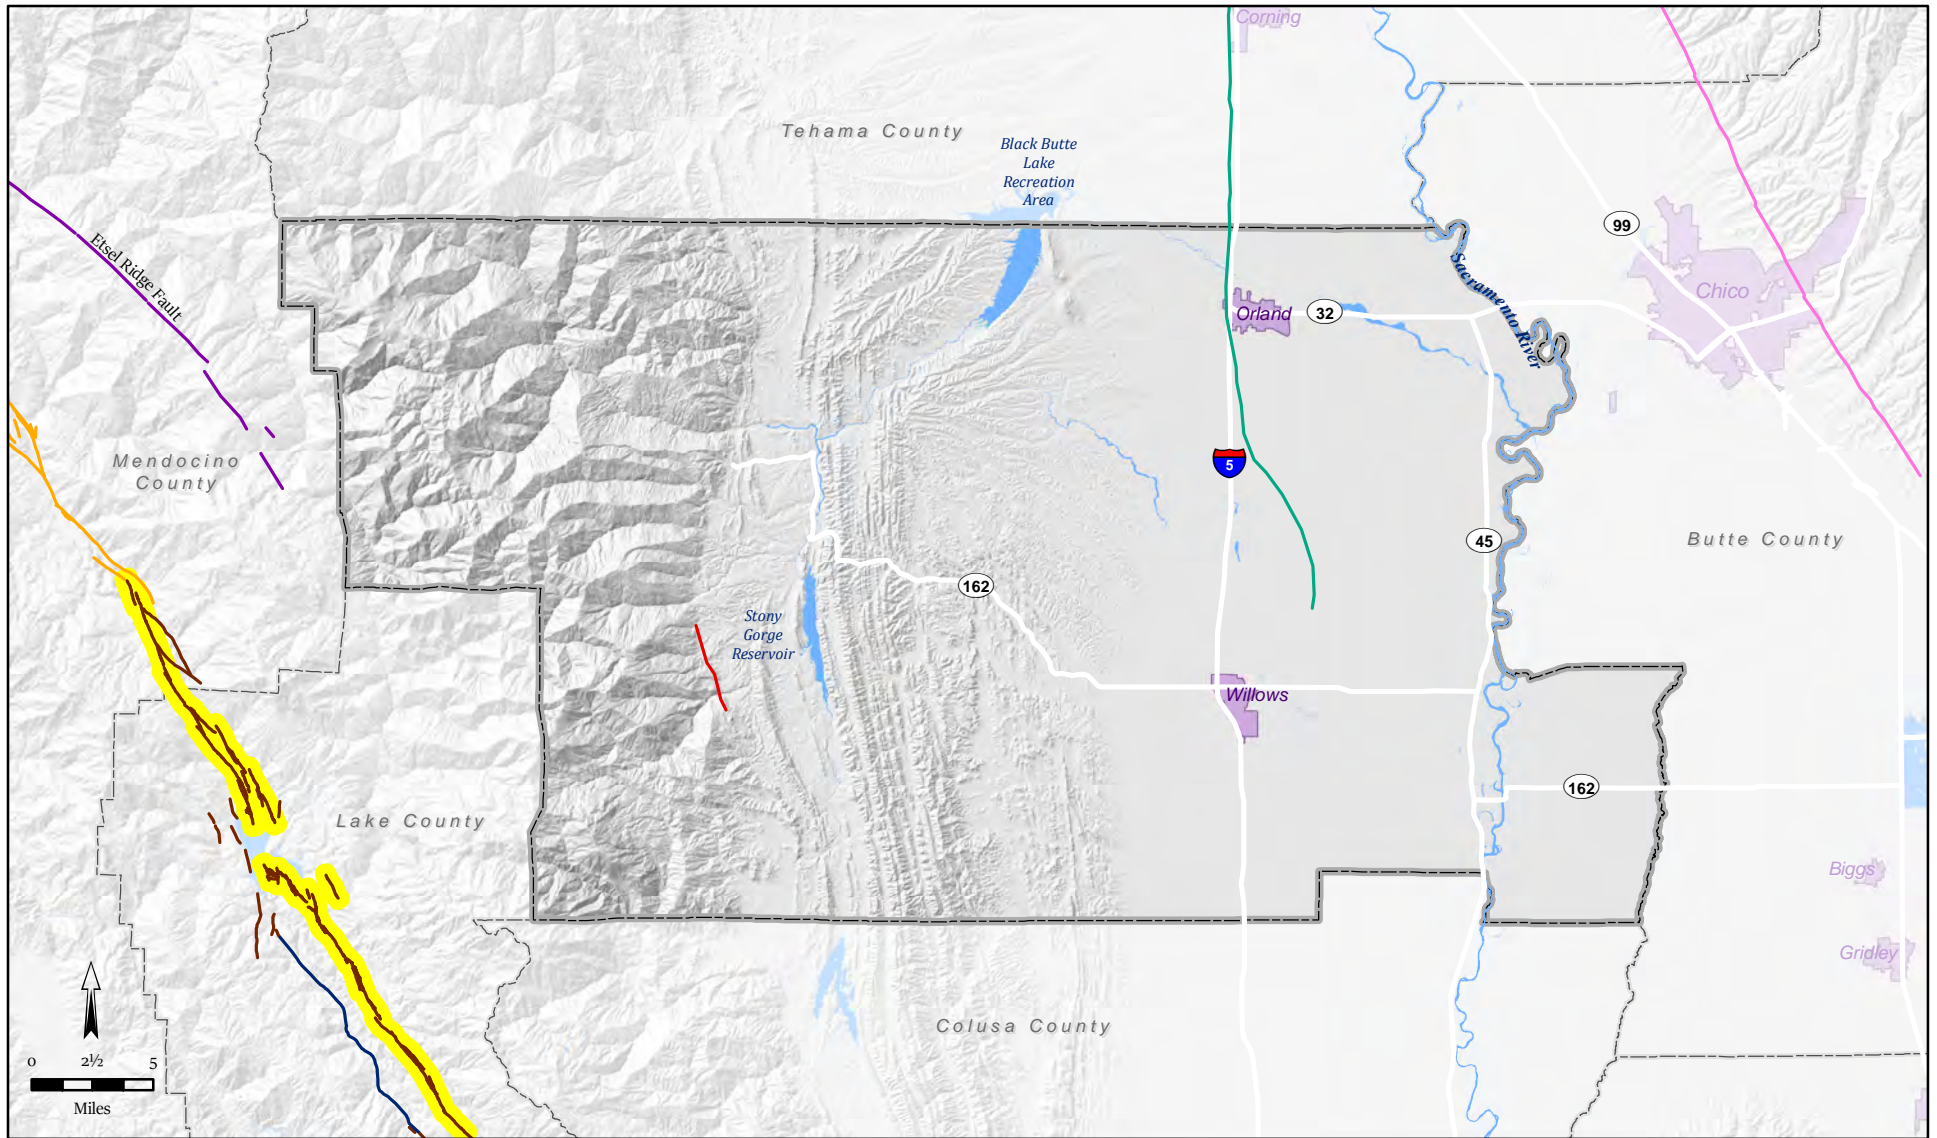 Corning
Tehama County
Black Butte
Lake
Recreation
Area
99
Etsel Ridge Fault
Sacramento River
Chico
Orland
32
Mendocino
County
5
45
Butte County
162
Stony
Gorge
Reservoir
Willows
162
Lake County
Biggs
Gridley
Colusa County
0 2½ 5
Miles